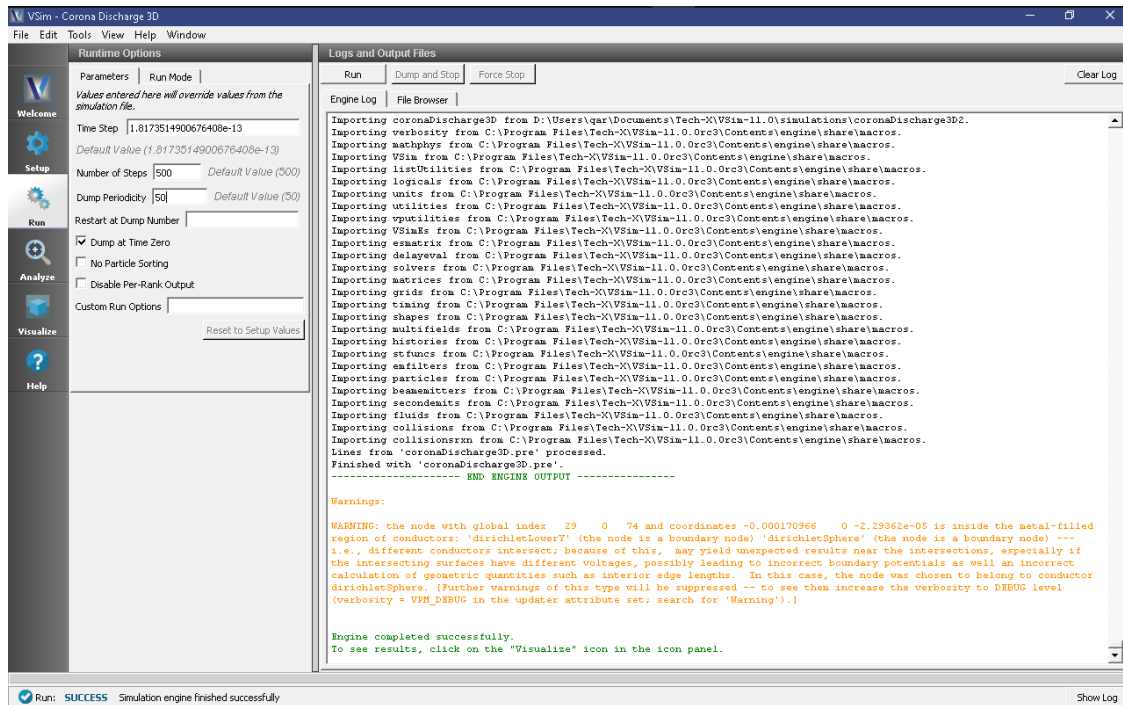 VSim - Corona Discharge 3D
File Edit Tools View Help Window
Welcome
Setup
Run
Analyze
Visualize
Help
Runtime Options
Parameters
Run Mode
Values entered here will override values from the
simulation file.
Time Step 1.8173514900676408e-13
Default Value (1.8173514900676408e-13)
Number of Steps 500 Default Value (500)
Dump Periodicity 50 Default Value (50)
Restart at Dump Number
Dump at Time Zero
No Particle Sorting
Disable Per-Rank Output
Custom Run Options
Reset to Setup Values
Logs and Output Files
Run Dump and Stop Force Stop Clear Log
Engine Log File Browser
Importing coronaDischarge3D from D:\Users\qar\Documents\Tech-X\VSim-11.0\simulations\coronaDischarge3D2.
Importing verbosity from C:\Program Files\Tech-X\VSim-11.0.0rc3\Contents\engine\share\macros.
Importing mathphys from C:\Program Files\Tech-X\VSim-11.0.0rc3\Contents\engine\share\macros.
Importing VSim from C:\Program Files\Tech-X\VSim-11.0.0rc3\Contents\engine\share\macros.
Importing listUtilities from C:\Program Files\Tech-X\VSim-11.0.0rc3\Contents\engine\share\macros.
Importing logicals from C:\Program Files\Tech-X\VSim-11.0.0rc3\Contents\engine\share\macros.
Importing units from C:\Program Files\Tech-X\VSim-11.0.0rc3\Contents\engine\share\macros.
Importing utilities from C:\Program Files\Tech-X\VSim-11.0.0rc3\Contents\engine\share\macros.
Importing vputilities from C:\Program Files\Tech-X\VSim-11.0.0rc3\Contents\engine\share\macros.
Importing VSimEs from C:\Program Files\Tech-X\VSim-11.0.0rc3\Contents\engine\share\macros.
Importing esmatrix from C:\Program Files\Tech-X\VSim-11.0.0rc3\Contents\engine\share\macros.
Importing delayeval from C:\Program Files\Tech-X\VSim-11.0.0rc3\Contents\engine\share\macros.
Importing solvers from C:\Program Files\Tech-X\VSim-11.0.0rc3\Contents\engine\share\macros.
Importing matrices from C:\Program Files\Tech-X\VSim-11.0.0rc3\Contents\engine\share\macros.
Importing grids from C:\Program Files\Tech-X\VSim-11.0.0rc3\Contents\engine\share\macros.
Importing timing from C:\Program Files\Tech-X\VSim-11.0.0rc3\Contents\engine\share\macros.
Importing shapes from C:\Program Files\Tech-X\VSim-11.0.0rc3\Contents\engine\share\macros.
Importing multifields from C:\Program Files\Tech-X\VSim-11.0.0rc3\Contents\engine\share\macros.
Importing histories from C:\Program Files\Tech-X\VSim-11.0.0rc3\Contents\engine\share\macros.
Importing stfuncs from C:\Program Files\Tech-X\VSim-11.0.0rc3\Contents\engine\share\macros.
Importing emfilters from C:\Program Files\Tech-X\VSim-11.0.0rc3\Contents\engine\share\macros.
Importing particles from C:\Program Files\Tech-X\VSim-11.0.0rc3\Contents\engine\share\macros.
Importing beamemitters from C:\Program Files\Tech-X\VSim-11.0.0rc3\Contents\engine\share\macros.
Importing secondemits from C:\Program Files\Tech-X\VSim-11.0.0rc3\Contents\engine\share\macros.
Importing fluids from C:\Program Files\Tech-X\VSim-11.0.0rc3\Contents\engine\share\macros.
Importing collisions from C:\Program Files\Tech-X\VSim-11.0.0rc3\Contents\engine\share\macros.
Importing collisionsrxn from C:\Program Files\Tech-X\VSim-11.0.0rc3\Contents\engine\share\macros.
Lines from 'coronaDischarge3D.pre' processed.
Finished with 'coronaDischarge3D.pre'.
--------------------- END ENGINE OUTPUT ----------------
Warnings:
WARNING: the node with global index 29 0 74 and coordinates -0.000170966 0 -2.29362e-05 is inside the metal-filled
region of conductors: 'dirichletLowerY' (the node is a boundary node) 'dirichletSphere' (the node is a boundary node) ---
i.e., different conductors intersect; because of this, may yield unexpected results near the intersections, especially if
the intersecting surfaces have different voltages, possibly leading to incorrect boundary potentials as well an incorrect
calculation of geometric quantities such as interior edge lengths. In this case, the node was chosen to belong to conductor
dirichletSphere. [Further warnings of this type will be suppressed -- to see them increase the verbosity to DEBUG level
(verbosity = VPM_DEBUG in the updater attribute set; search for 'Warning').]
Engine completed successfully.
To see results, click on the "Visualize" icon in the icon panel.
Run: SUCCESS Simulation engine finished successfully
Show Log